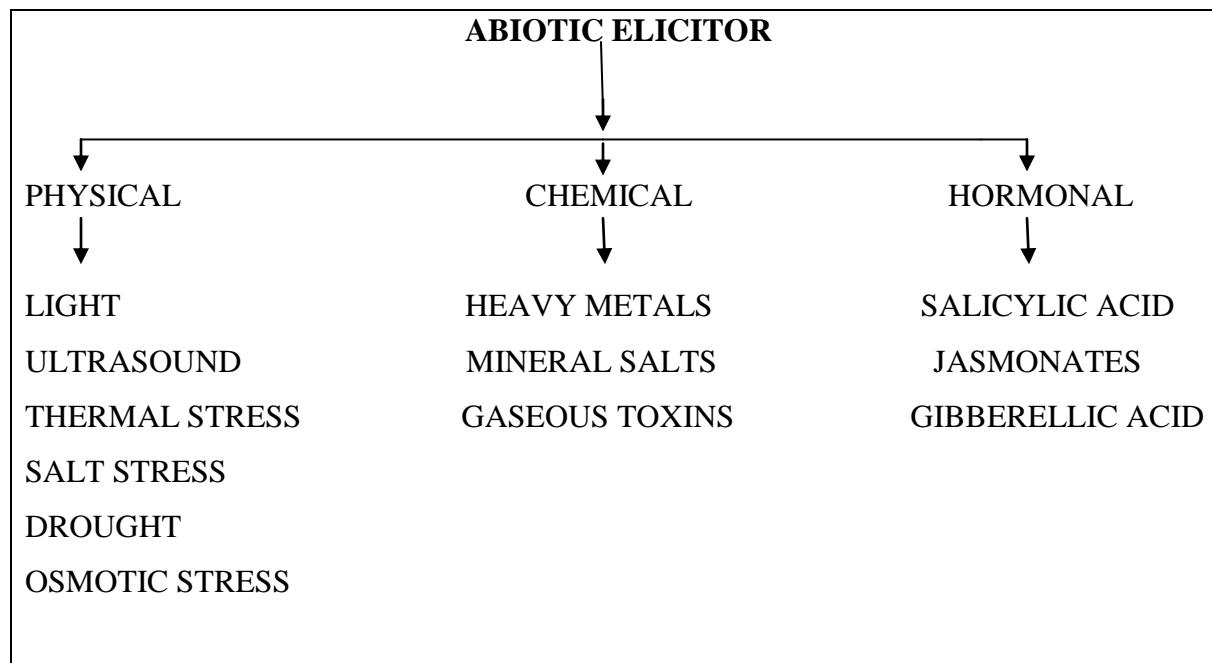 ABIOTIC ELICITOR
PHYSICAL CHEMICAL HORMONAL
LIGHT HEAVY METALS SALICYLIC ACID
ULTRASOUND MINERAL SALTS JASMONATES
THERMAL STRESS GASEOUS TOXINS GIBBERELLIC ACID
SALT STRESS
DROUGHT
OSMOTIC STRESS